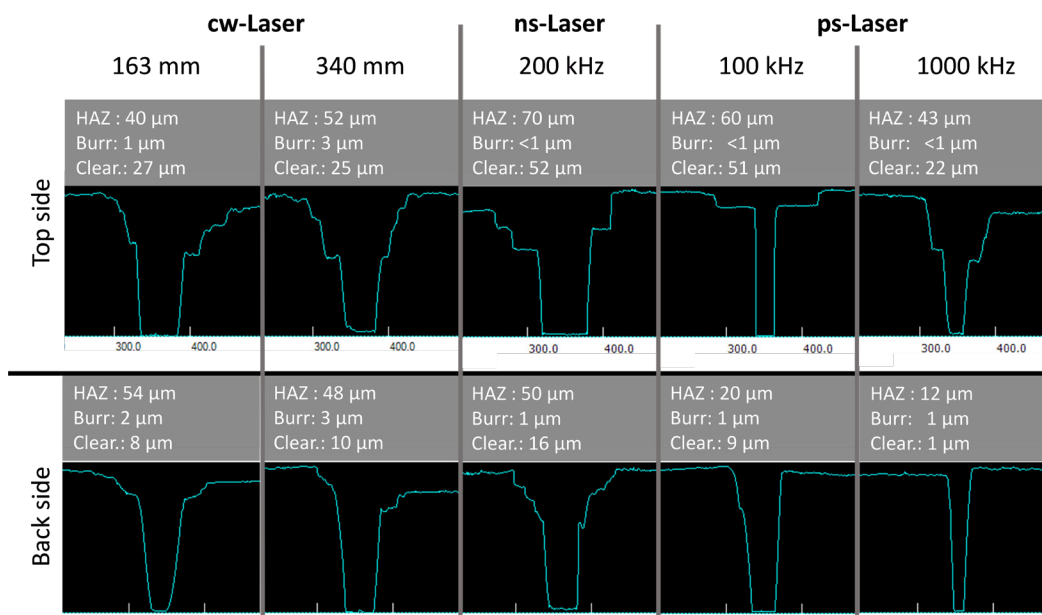 cw-Laser ns-Laser ps-Laser
163 mm 340 mm 200 kHz 100 kHz 1000 kHz
Top side
HAZ : 40 µm
Burr: 1 µm
Clear.: 27 µm
HAZ : 52 µm
Burr: 3 µm
Clear.: 25 µm
HAZ : 70 µm
Burr: <1 µm
Clear.: 52 µm
HAZ : 60 µm
Burr: <1 µm
Clear.: 51 µm
HAZ : 43 µm
Burr: <1 µm
Clear.: 22 µm
300.0 400.0 300.0 400.0 300.0 400.0 300.0 400.0 300.0 400.0
Back side
HAZ : 54 µm
Burr: 2 µm
Clear.: 8 µm
HAZ : 48 µm
Burr: 3 µm
Clear.: 10 µm
HAZ : 50 µm
Burr: 1 µm
Clear.: 16 µm
HAZ : 20 µm
Burr: 1 µm
Clear.: 9 µm
HAZ : 12 µm
Burr: 1 µm
Clear.: 1 µm